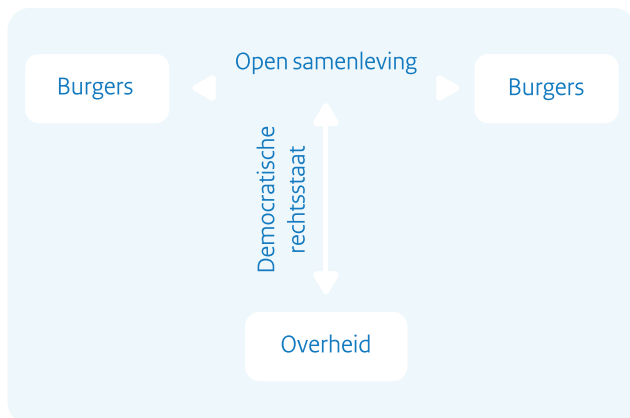 Open samenleving
Burgers
Burgers
Democratische
rechtsstaat
Overheid